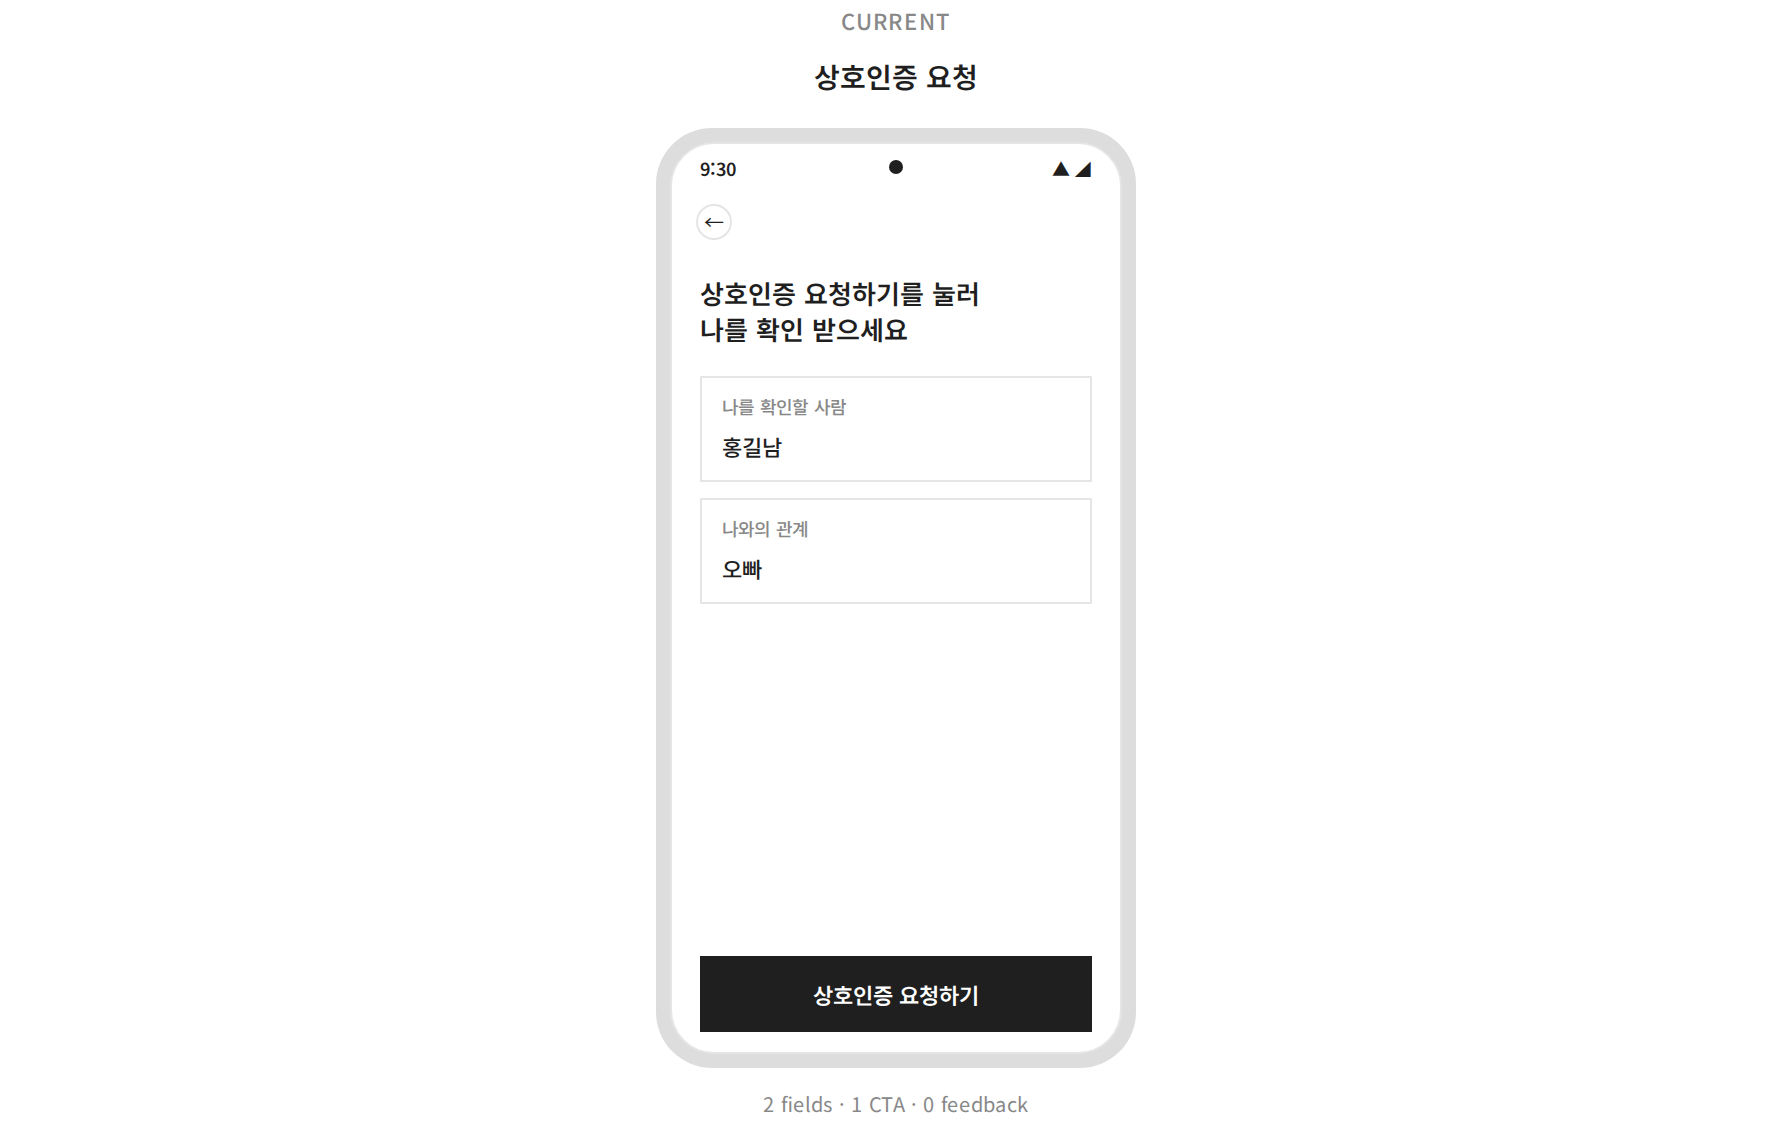 CURRENT
상호인증 요청
9:30
←
상호인증 요청하기를 눌러
나를 확인 받으세요
나를 확인할 사람
홍길남
나와의 관계
오빠
상호인증 요청하기
2 fields · 1 CTA · 0 feedback